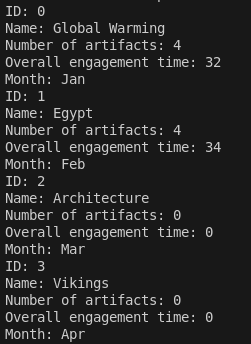 ID: 0
Name: Global Warming
Number of artifacts: 4
Overall engagement time: 32
Month: Jan
ID: 1
Name: Egypt
Number of artifacts: 4
Overall engagement time: 34
Month: Feb
ID: 2
Name: Architecture
Number of artifacts: 0
Overall engagement time: 0
Month: Mar
ID: 3
Name: Vikings
Number of artifacts: 0
Overall engagement time: 0
Month: Apr